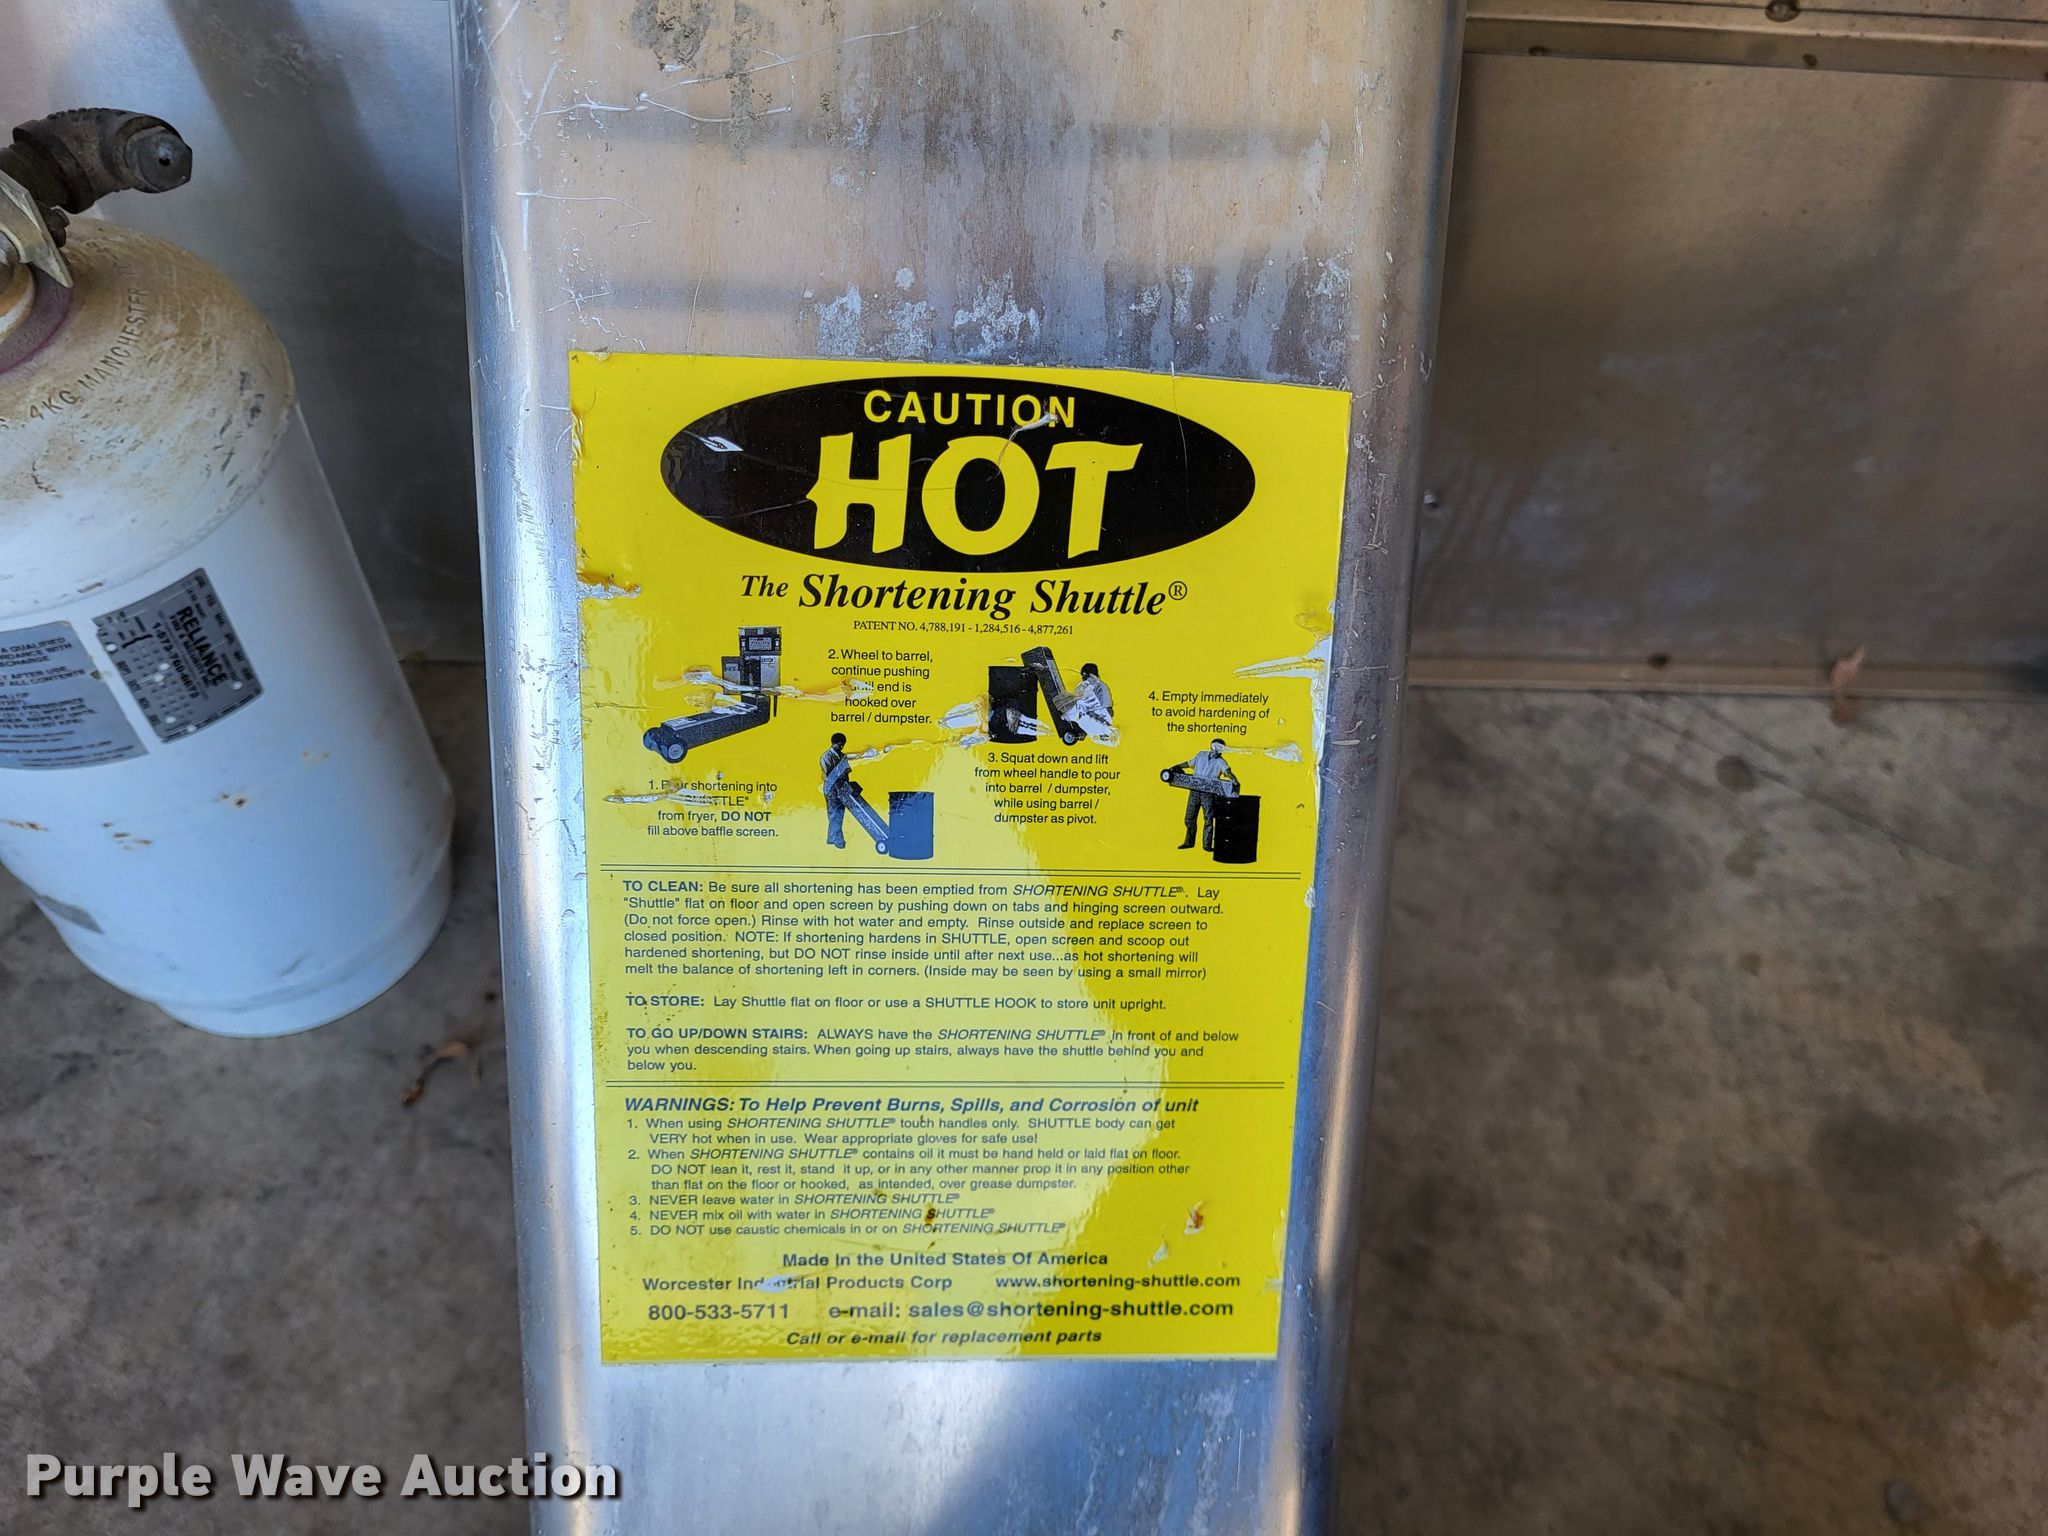 CAUTION
HOT
The Shortening Shuttle®
PATENT NO. 4,788,191 - 1,284,516 - 4,877,261
1. Pour shortening into
"SHUTTLE"
from fryer, DO NOT
fill above baffle screen.
2. Wheel to barrel,
continue pushing
until end is
hooked over
barrel / dumpster.
3. Squat down and lift
from wheel handle to pour
into barrel / dumpster,
while using barrel /
dumpster as pivot.
4. Empty immediately
to avoid hardening of
the shortening
TO CLEAN: Be sure all shortening has been emptied from SHORTENING SHUTTLE®. Lay
"Shuttle" flat on floor and open screen by pushing down on tabs and hinging screen outward.
(Do not force open.) Rinse with hot water and empty. Rinse outside and replace screen to
closed position. NOTE: If shortening hardens in SHUTTLE, open screen and scoop out
hardened shortening, but DO NOT rinse inside until after next use...as hot shortening will
melt the balance of shortening left in corners. (Inside may be seen by using a small mirror)
TO STORE: Lay Shuttle flat on floor or use a SHUTTLE HOOK to store unit upright.
TO GO UP/DOWN STAIRS: ALWAYS have the SHORTENING SHUTTLE® in front of and below
you when descending stairs. When going up stairs, always have the shuttle behind you and
below you.
WARNINGS: To Help Prevent Burns, Spills, and Corrosion of unit
1. When using SHORTENING SHUTTLE® touch handles only. SHUTTLE body can get
VERY hot when in use. Wear appropriate gloves for safe use!
2. When SHORTENING SHUTTLE® contains oil it must be hand held or laid flat on floor.
DO NOT lean it, rest it, stand it up, or in any other manner prop it in any position other
than flat on the floor or hooked, as intended, over grease dumpster.
3. NEVER leave water in SHORTENING SHUTTLE®
4. NEVER mix oil with water in SHORTENING SHUTTLE®
5. DO NOT use caustic chemicals in or on SHORTENING SHUTTLE®
Made In the United States Of America
Worcester Industrial Products Corp www.shortening-shuttle.com
800-533-5711 e-mail: sales@shortening-shuttle.com
Call or e-mail for replacement parts
KG MANCHESTER
RELIANCE
Purple Wave Auction